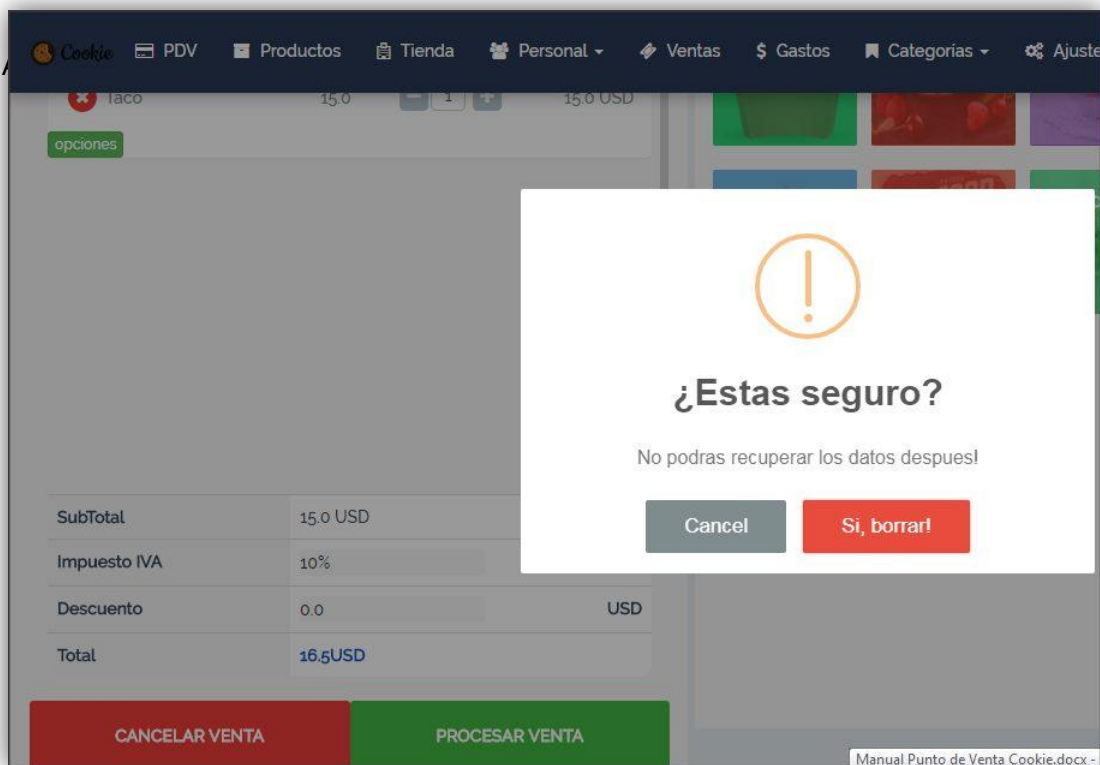 Cookie PDV Productos Tienda Personal Ventas $ Gastos Categorías Ajuste
Taco 15.0 1 15.0 USD
opciones
¿Estas seguro?
No podras recuperar los datos despues!
Cancel Si, borrar!
SubTotal 15.0 USD
Impuesto IVA 10%
Descuento 0.0 USD
Total 16.5USD
CANCELAR VENTA PROCESAR VENTA
Manual Punto de Venta Cookie.docx -